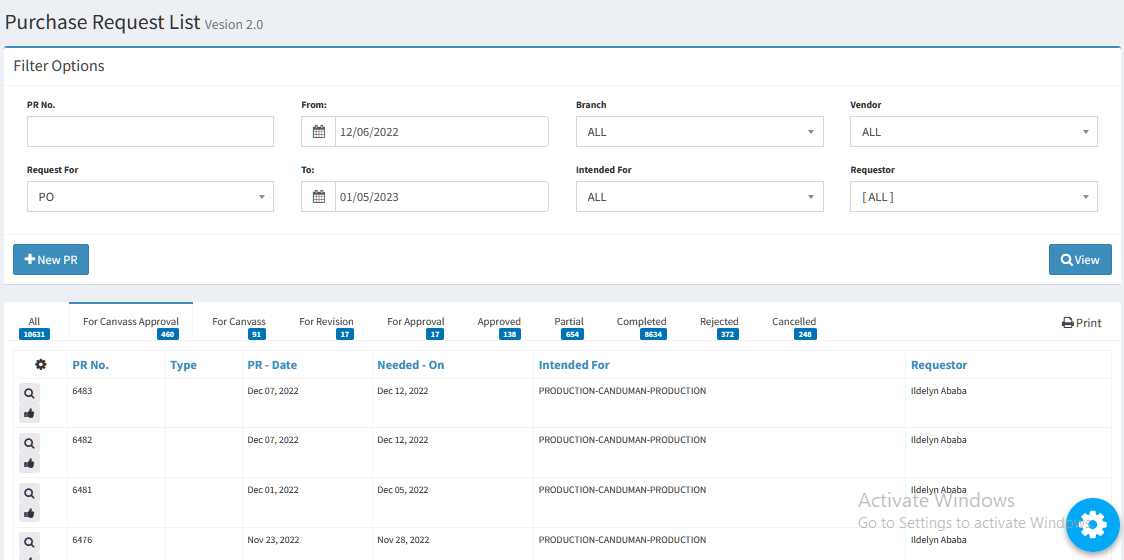 Purchase Request List Vesion 2.0
Filter Options
PR No. From: Branch Vendor
12/06/2022 ALL ALL
Request For To: Intended For Requestor
PO 01/05/2023 ALL [ ALL ]
New PR View
All For Canvass Approval For Canvass For Revision For Approval Approved Partial Completed Rejected Cancelled Print
10631 460 91 17 17 138 654 8634 372 248
PR No. Type PR - Date Needed - On Intended For Requestor
6483 Dec 07, 2022 Dec 12, 2022 PRODUCTION-CANDUMAN-PRODUCTION Ildelyn Ababa
6482 Dec 07, 2022 Dec 12, 2022 PRODUCTION-CANDUMAN-PRODUCTION Ildelyn Ababa
6481 Dec 01, 2022 Dec 05, 2022 PRODUCTION-CANDUMAN-PRODUCTION Ildelyn Ababa
Activate Windows
Go to Settings to activate Windows.
6476 Nov 23, 2022 Nov 28, 2022 PRODUCTION-CANDUMAN-PRODUCTION Ildelyn Ababa